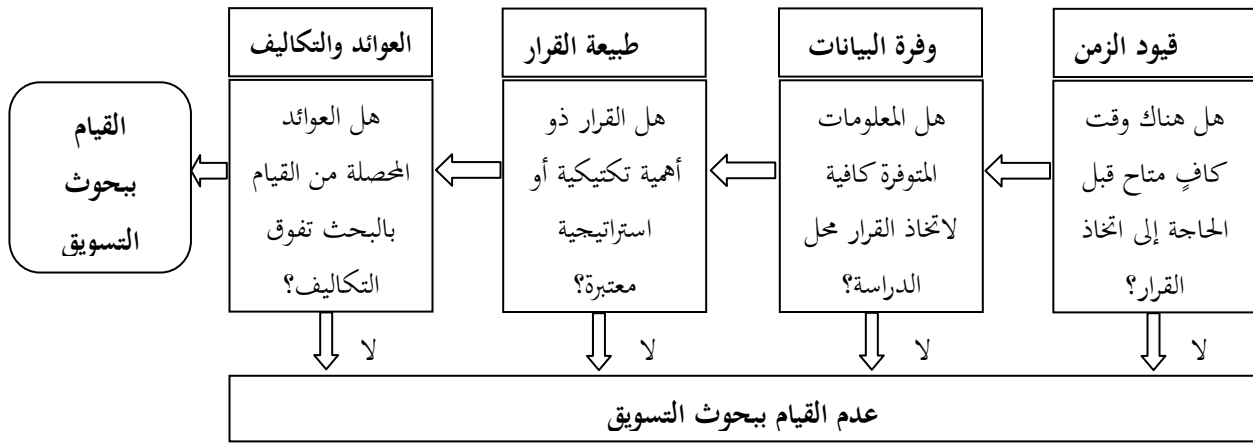 قيود الزمن
هل هناك وقت
كافٍ متاح قبل
الحاجة إلى اتخاذ
القرار؟
وفرة البيانات
هل المعلومات
المتوفرة كافية
لاتخاذ القرار محل
الدراسة؟
طبيعة القرار
هل القرار ذو
أهمية تكتيكية أو
استراتيجية
معتبرة؟
العوائد والتكاليف
هل العوائد
المحصلة من القيام
بالبحث تفوق
التكاليف؟
القيام
ببحوث
التسويق
لا
لا
لا
لا
عدم القيام ببحوث التسويق